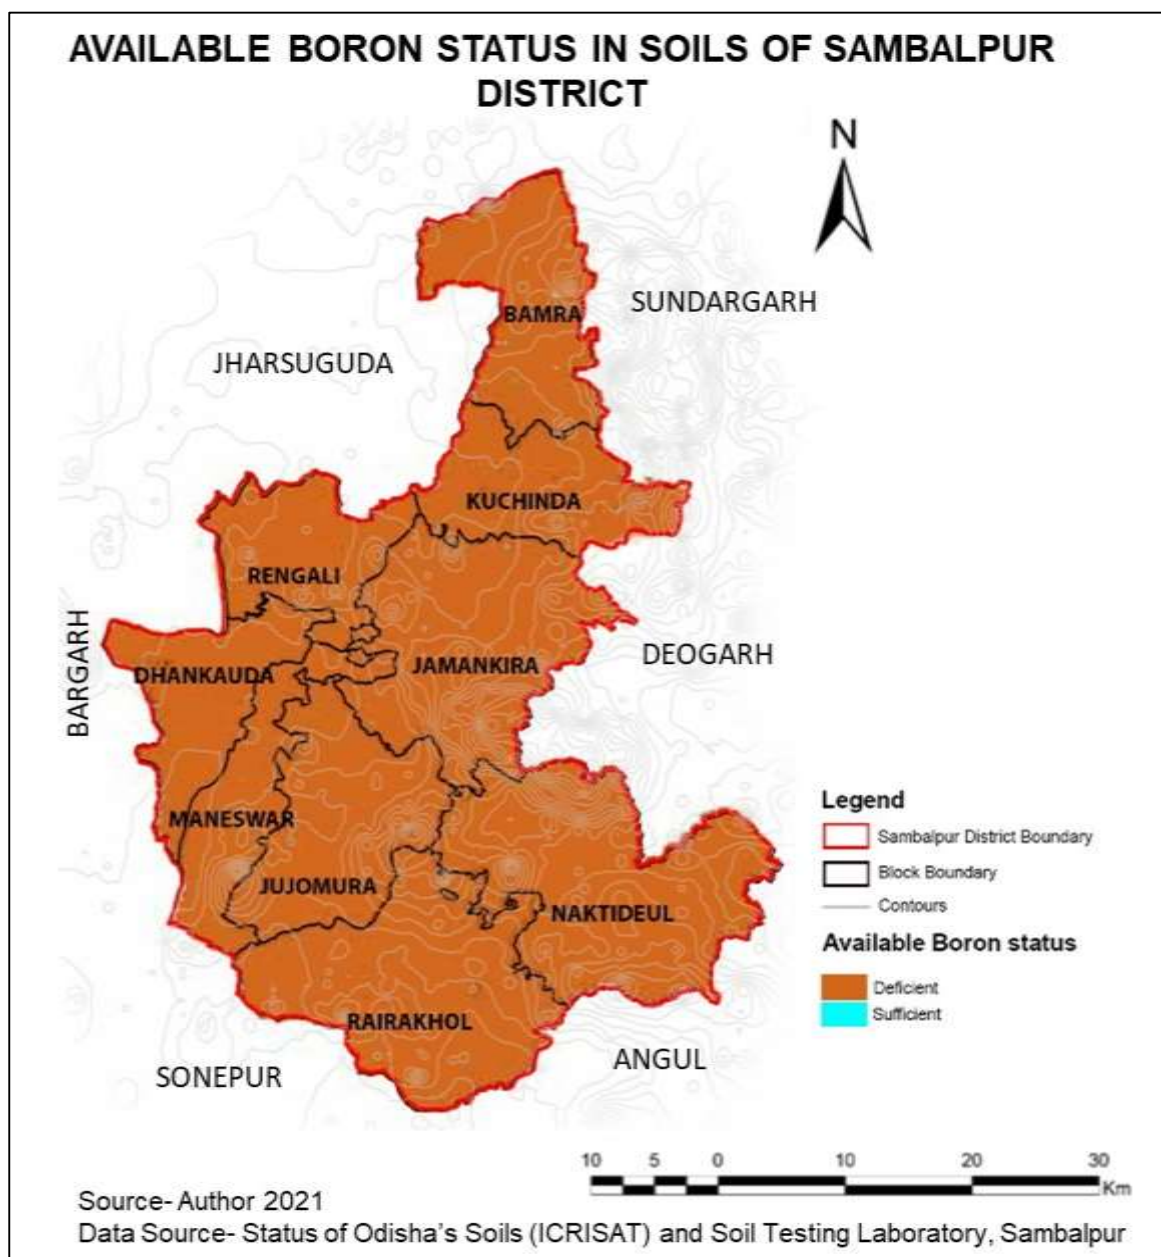 AVAILABLE BORON STATUS IN SOILS OF SAMBALPUR
DISTRICT
N
BAMRA
SUNDARGARH
JHARSUGUDA
KUCHINDA
RENGALI
BARGARH
DHANKAUDA
JAMANKIRA
DEOGARH
MANESWAR
JUJOMURA
NAKTIDEUL
RAIRAKHOL
SONEPUR
ANGUL
Legend
Sambalpur District Boundary
Block Boundary
Contours
Available Boron status
Deficient
Sufficient
10 5 0 10 20 30
Km
Source- Author 2021
Data Source- Status of Odisha’s Soils (ICRISAT) and Soil Testing Laboratory, Sambalpur